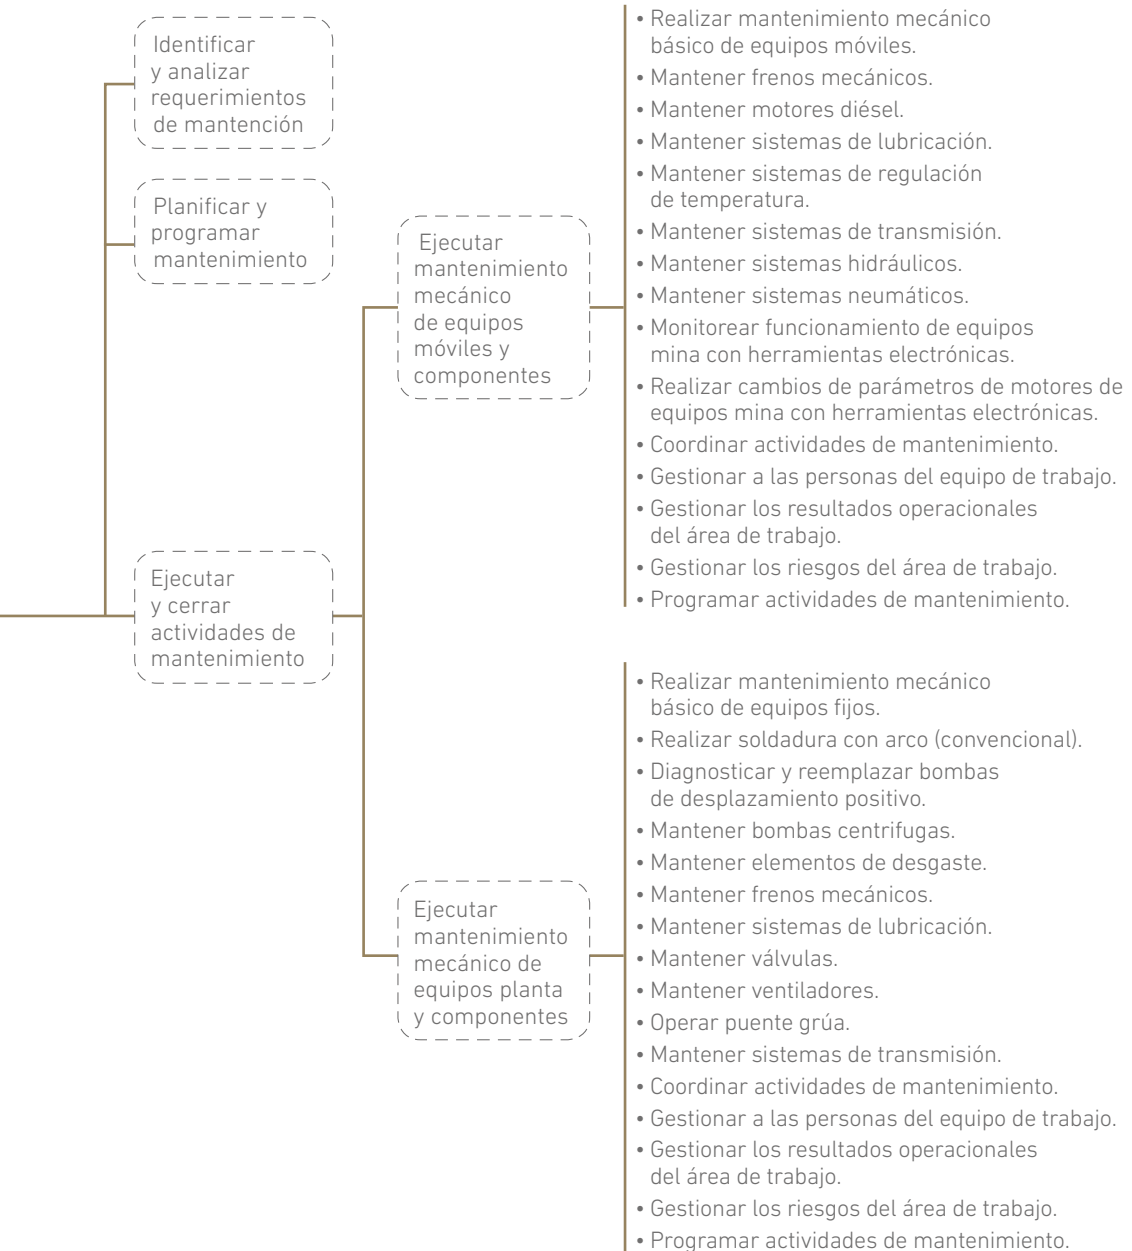 Identificar
y analizar
requerimientos
de mantención
Planificar y
programar
mantenimiento
Ejecutar
y cerrar
actividades de
mantenimiento
Ejecutar
mantenimiento
mecánico
de equipos
móviles y
componentes
• Realizar mantenimiento mecánico
básico de equipos móviles.
• Mantener frenos mecánicos.
• Mantener motores diésel.
• Mantener sistemas de lubricación.
• Mantener sistemas de regulación
de temperatura.
• Mantener sistemas de transmisión.
• Mantener sistemas hidráulicos.
• Mantener sistemas neumáticos.
• Monitorear funcionamiento de equipos
mina con herramientas electrónicas.
• Realizar cambios de parámetros de motores de
equipos mina con herramientas electrónicas.
• Coordinar actividades de mantenimiento.
• Gestionar a las personas del equipo de trabajo.
• Gestionar los resultados operacionales
del área de trabajo.
• Gestionar los riesgos del área de trabajo.
• Programar actividades de mantenimiento.
Ejecutar
mantenimiento
mecánico de
equipos planta
y componentes
• Realizar mantenimiento mecánico
básico de equipos fijos.
• Realizar soldadura con arco (convencional).
• Diagnosticar y reemplazar bombas
de desplazamiento positivo.
• Mantener bombas centrifugas.
• Mantener elementos de desgaste.
• Mantener frenos mecánicos.
• Mantener sistemas de lubricación.
• Mantener válvulas.
• Mantener ventiladores.
• Operar puente grúa.
• Mantener sistemas de transmisión.
• Coordinar actividades de mantenimiento.
• Gestionar a las personas del equipo de trabajo.
• Gestionar los resultados operacionales
del área de trabajo.
• Gestionar los riesgos del área de trabajo.
• Programar actividades de mantenimiento.